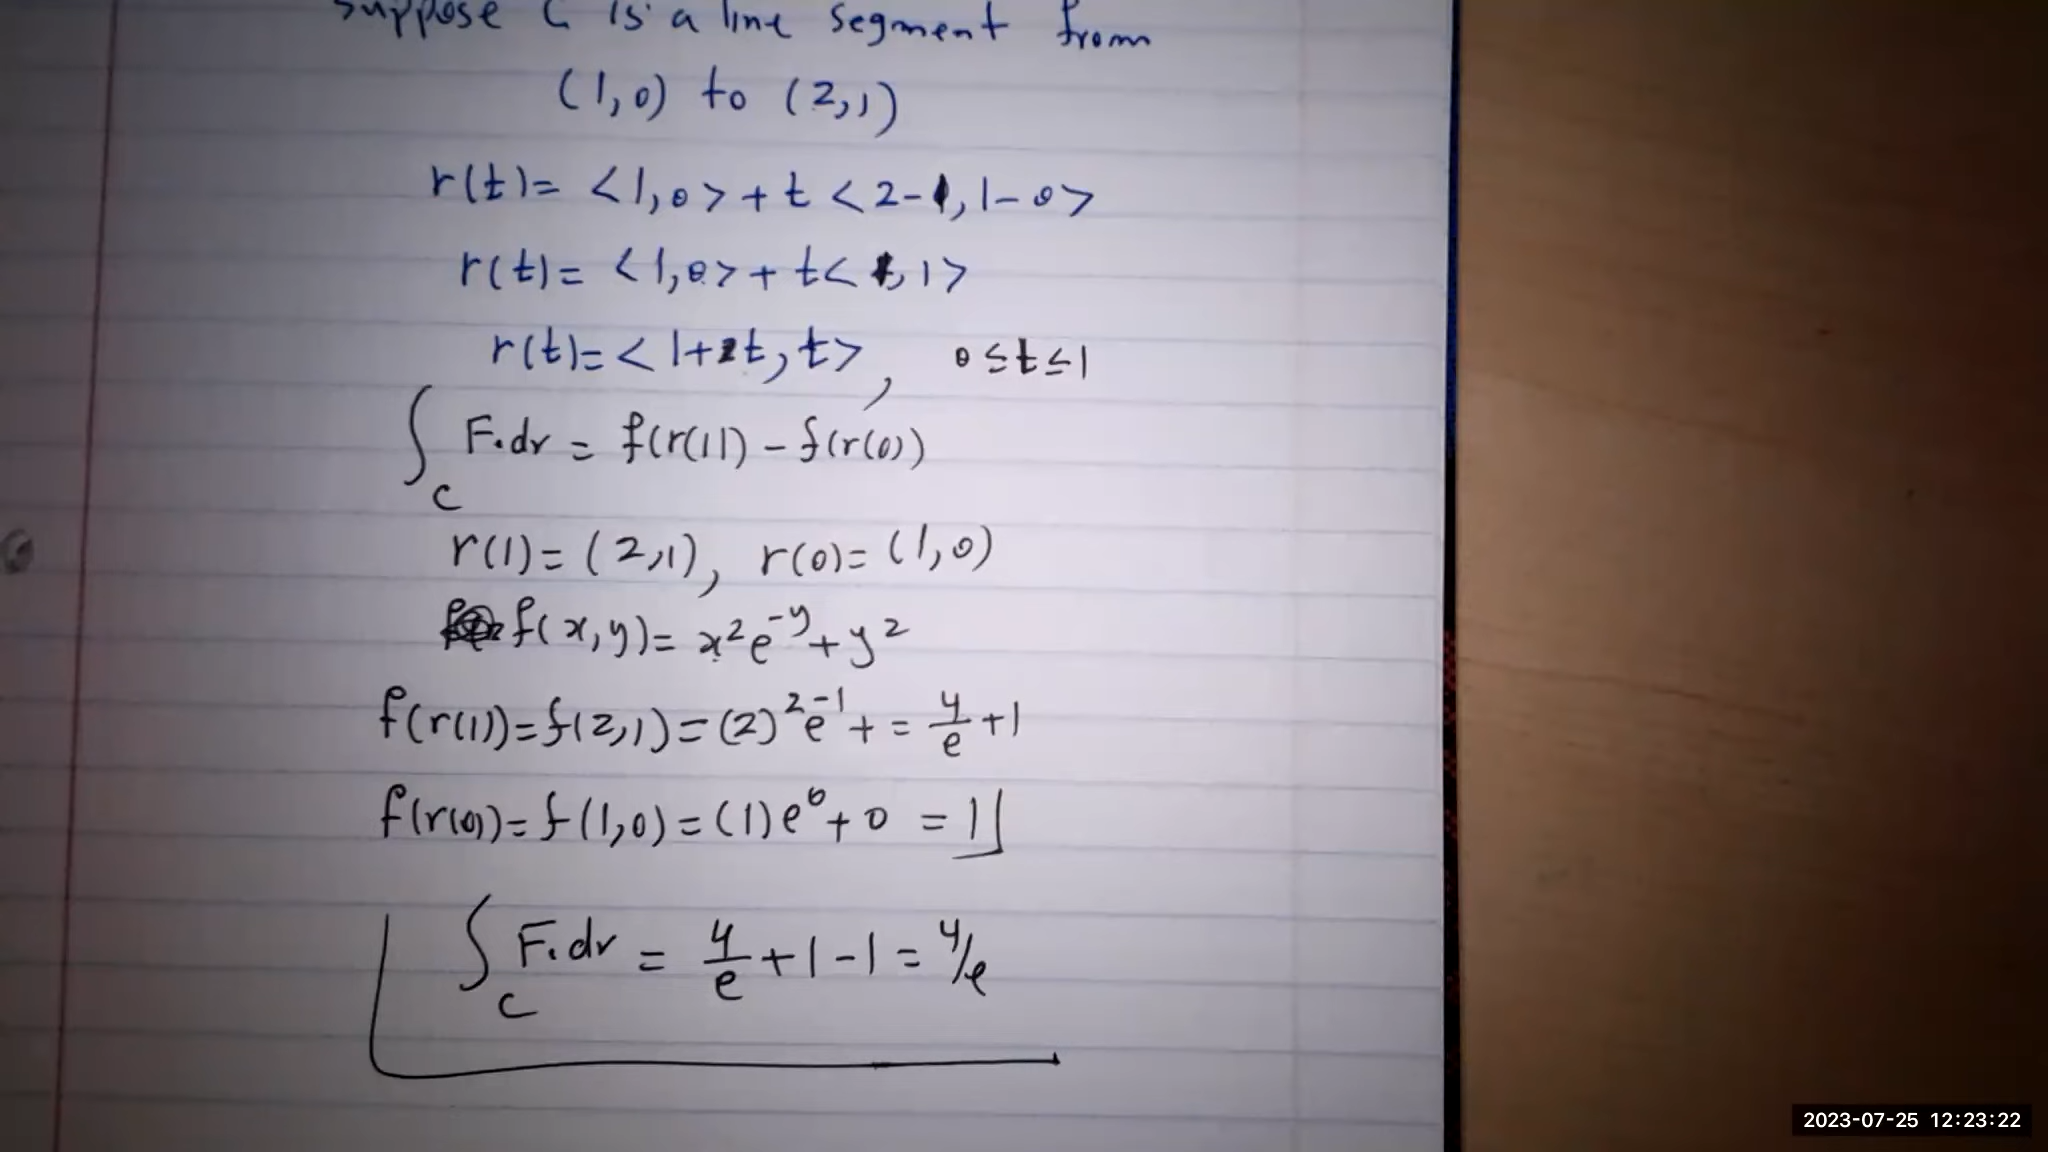 suppose C is a line segment from
(1,0) to (2,1)
r(t)= <1,0> + t <2-1, 1-0>
r(t)= <1,0> + t<1, 1>
r(t)= <1+1t, t> , 0≤t≤1
∫_C F.dr = f(r(1)) - f(r(0))
r(1)= (2,1), r(0)= (1,0)
f(x,y)= x²e^-y + y²
f(r(1))=f(2,1)=(2)²e^-1 + = 4/e +1
f(r(0))=f(1,0)=(1)e^0+0 =1
∫_C F.dr = 4/e +1-1= 4/e
2023-07-25 12:23:22